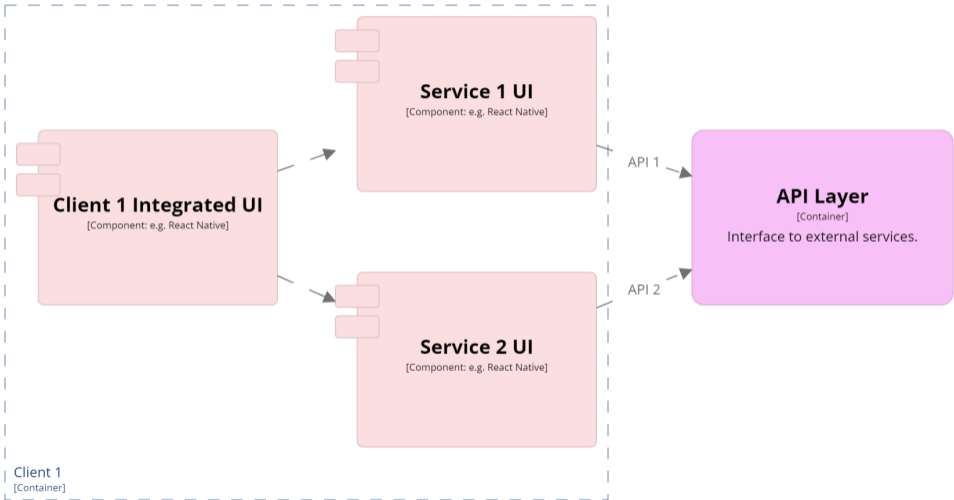 Service 1 UI
[Component: e.g. React Native]
Client 1 Integrated UI
[Component: e.g. React Native]
API 1
API Layer
[Container]
Interface to external services.
API 2
Service 2 UI
[Component: e.g. React Native]
Client 1
[Container]